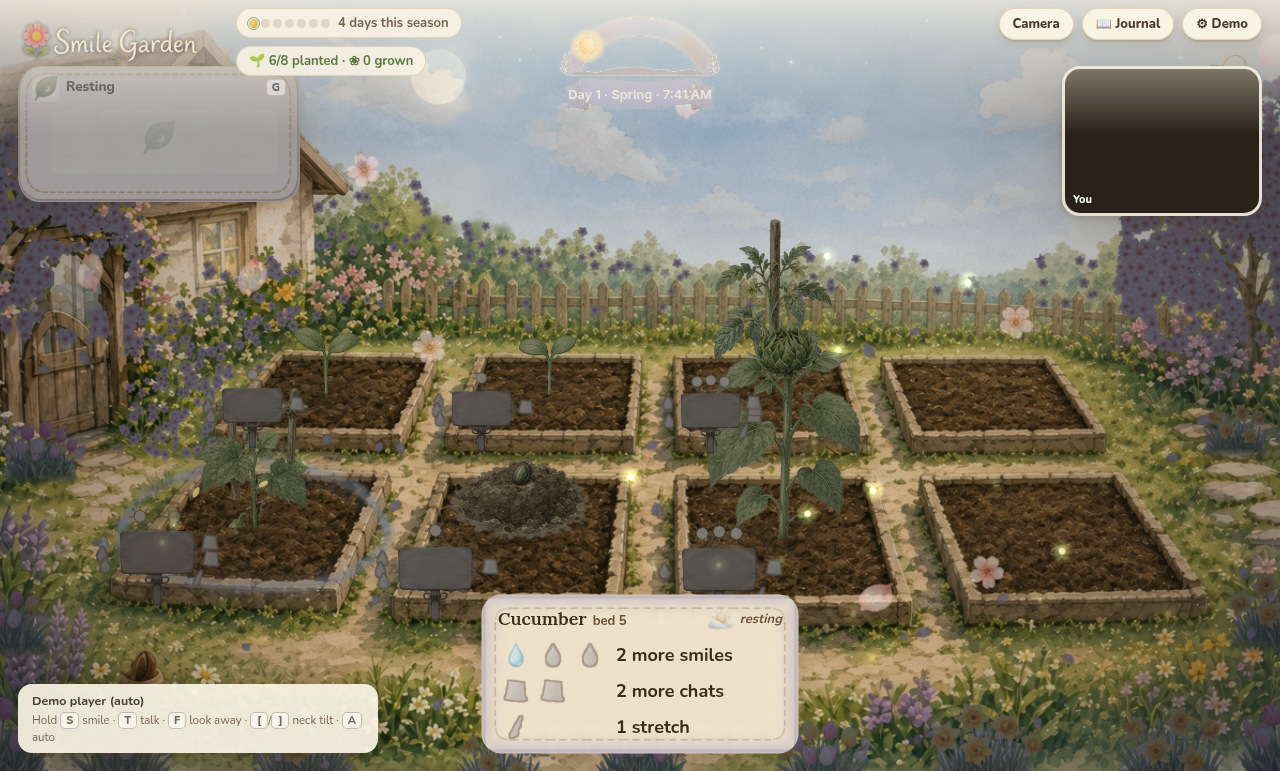 Smile Garden
4 days this season
6/8 planted · 0 grown
Day 1 · Spring · 7:41 AM
Camera
Journal
Demo
Resting
G
You
Cucumber bed 5
resting
2 more smiles
2 more chats
1 stretch
Demo player (auto)
Hold S smile · T talk · F look away · [ / ] neck tilt · A
auto